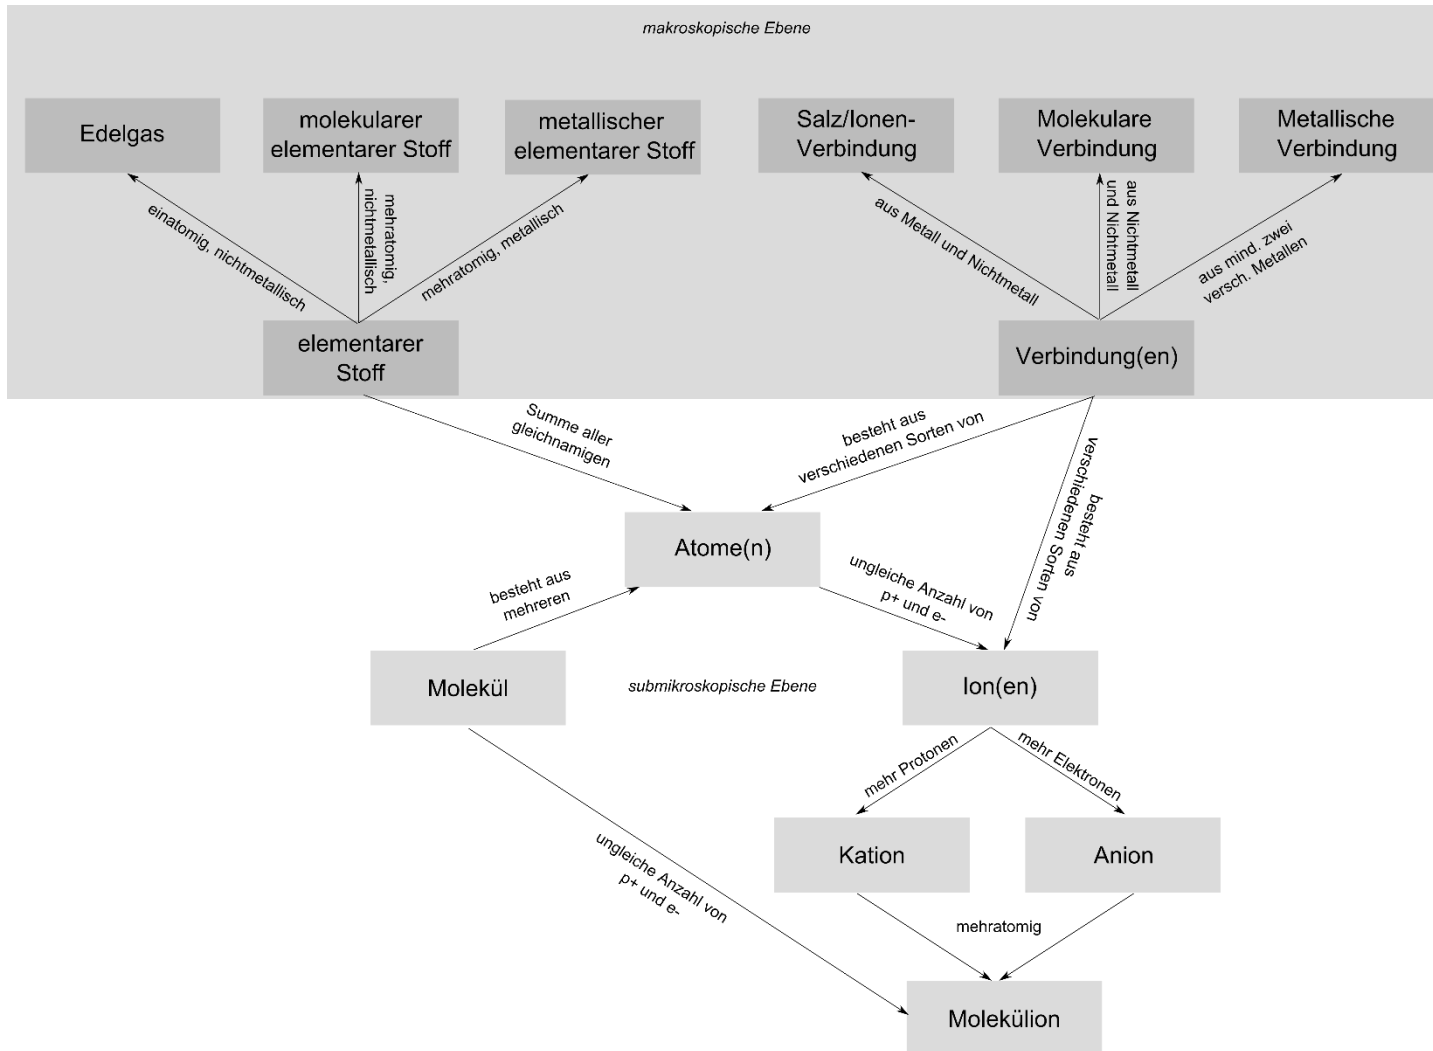 makroskopische Ebene
Edelgas
molekularer
elementarer Stoff
metallischer
elementarer Stoff
Salz/Ionen-
Verbindung
Molekulare
Verbindung
Metallische
Verbindung
einatomig, nichtmetallisch
mehratomig,
nichtmetallisch
mehratomig, metallisch
aus Metall und Nichtmetall
aus Nichtmetall
und Nichtmetall
aus mind. zwei
versch. Metallen
elementarer
Stoff
Verbindung(en)
Summe aller
gleichnamigen
besteht aus
verschiedenen Sorten von
besteht aus
verschiedenen Sorten von
Atome(n)
besteht aus
mehreren
ungleiche Anzahl von
p+ und e-
Molekül
submikroskopische Ebene
Ion(en)
mehr Protonen
mehr Elektronen
ungleiche Anzahl von
p+ und e-
Kation
Anion
mehratomig
Molekülion